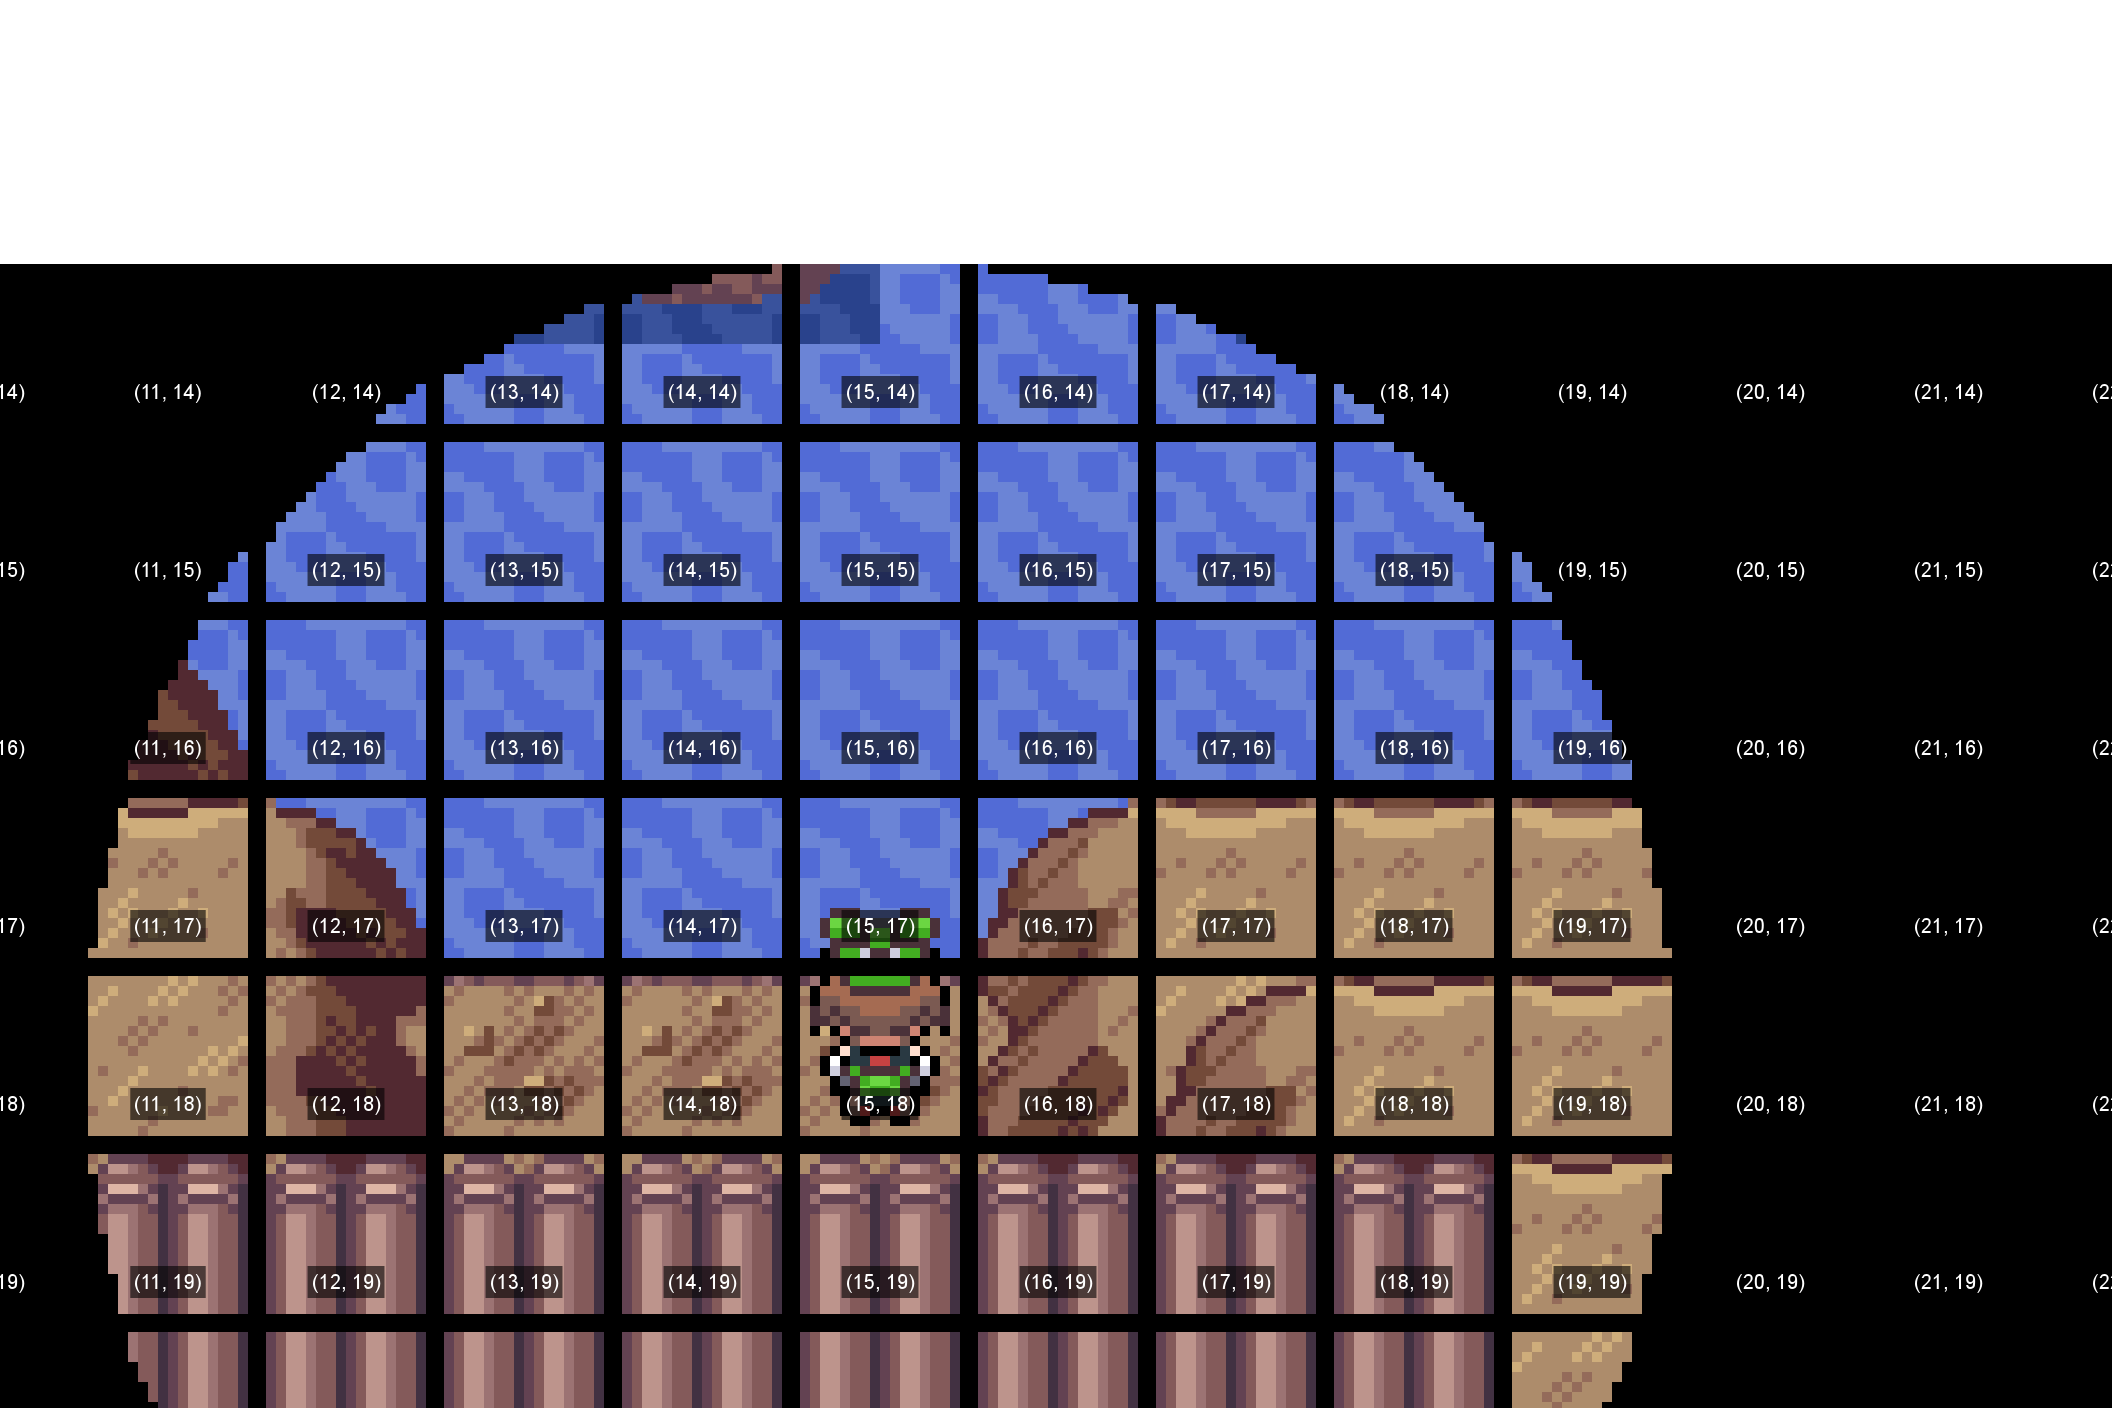 14) (11, 14) (12, 14) (13, 14) (14, 14) (15, 14) (16, 14) (17, 14) (18, 14) (19, 14) (20, 14) (21, 14) (2
15) (11, 15) (12, 15) (13, 15) (14, 15) (15, 15) (16, 15) (17, 15) (18, 15) (19, 15) (20, 15) (21, 15) (2
16) (11, 16) (12, 16) (13, 16) (14, 16) (15, 16) (16, 16) (17, 16) (18, 16) (19, 16) (20, 16) (21, 16) (2
17) (11, 17) (12, 17) (13, 17) (14, 17) (15, 17) (16, 17) (17, 17) (18, 17) (19, 17) (20, 17) (21, 17) (2
18) (11, 18) (12, 18) (13, 18) (14, 18) (15, 18) (16, 18) (17, 18) (18, 18) (19, 18) (20, 18) (21, 18) (2
19) (11, 19) (12, 19) (13, 19) (14, 19) (15, 19) (16, 19) (17, 19) (18, 19) (19, 19) (20, 19) (21, 19) (2